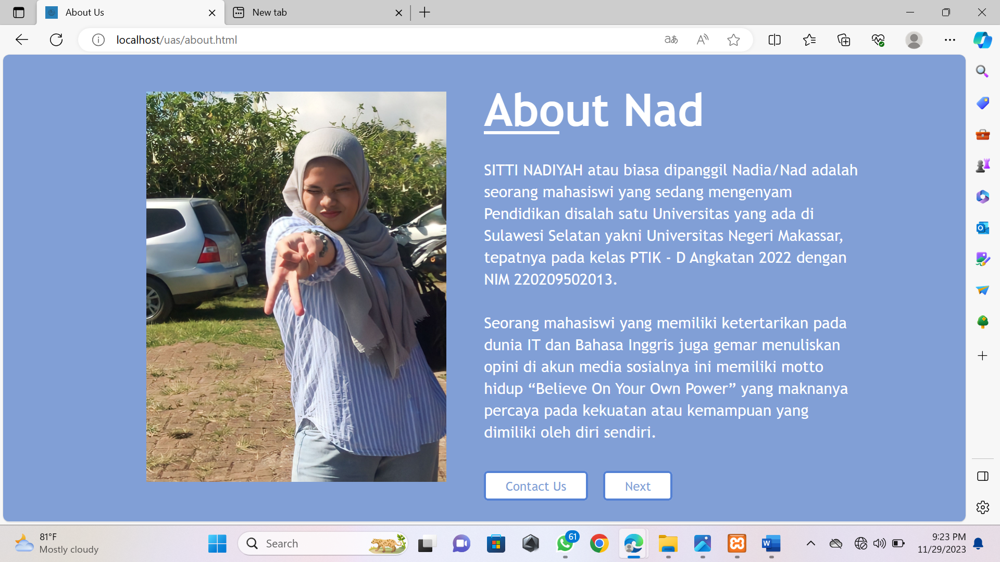 About Us
New tab
localhost/uas/about.html
About Nad
SITTI NADIYAH atau biasa dipanggil Nadia/Nad adalah
seorang mahasiswi yang sedang mengenyam
Pendidikan disalah satu Universitas yang ada di
Sulawesi Selatan yakni Universitas Negeri Makassar,
tepatnya pada kelas PTIK - D Angkatan 2022 dengan
NIM 220209502013.
Seorang mahasiswi yang memiliki ketertarikan pada
dunia IT dan Bahasa Inggris juga gemar menuliskan
opini di akun media sosialnya ini memiliki motto
hidup “Believe On Your Own Power” yang maknanya
percaya pada kekuatan atau kemampuan yang
dimiliki oleh diri sendiri.
Contact Us
Next
81°F
Mostly cloudy
Search
61
9:23 PM
11/29/2023